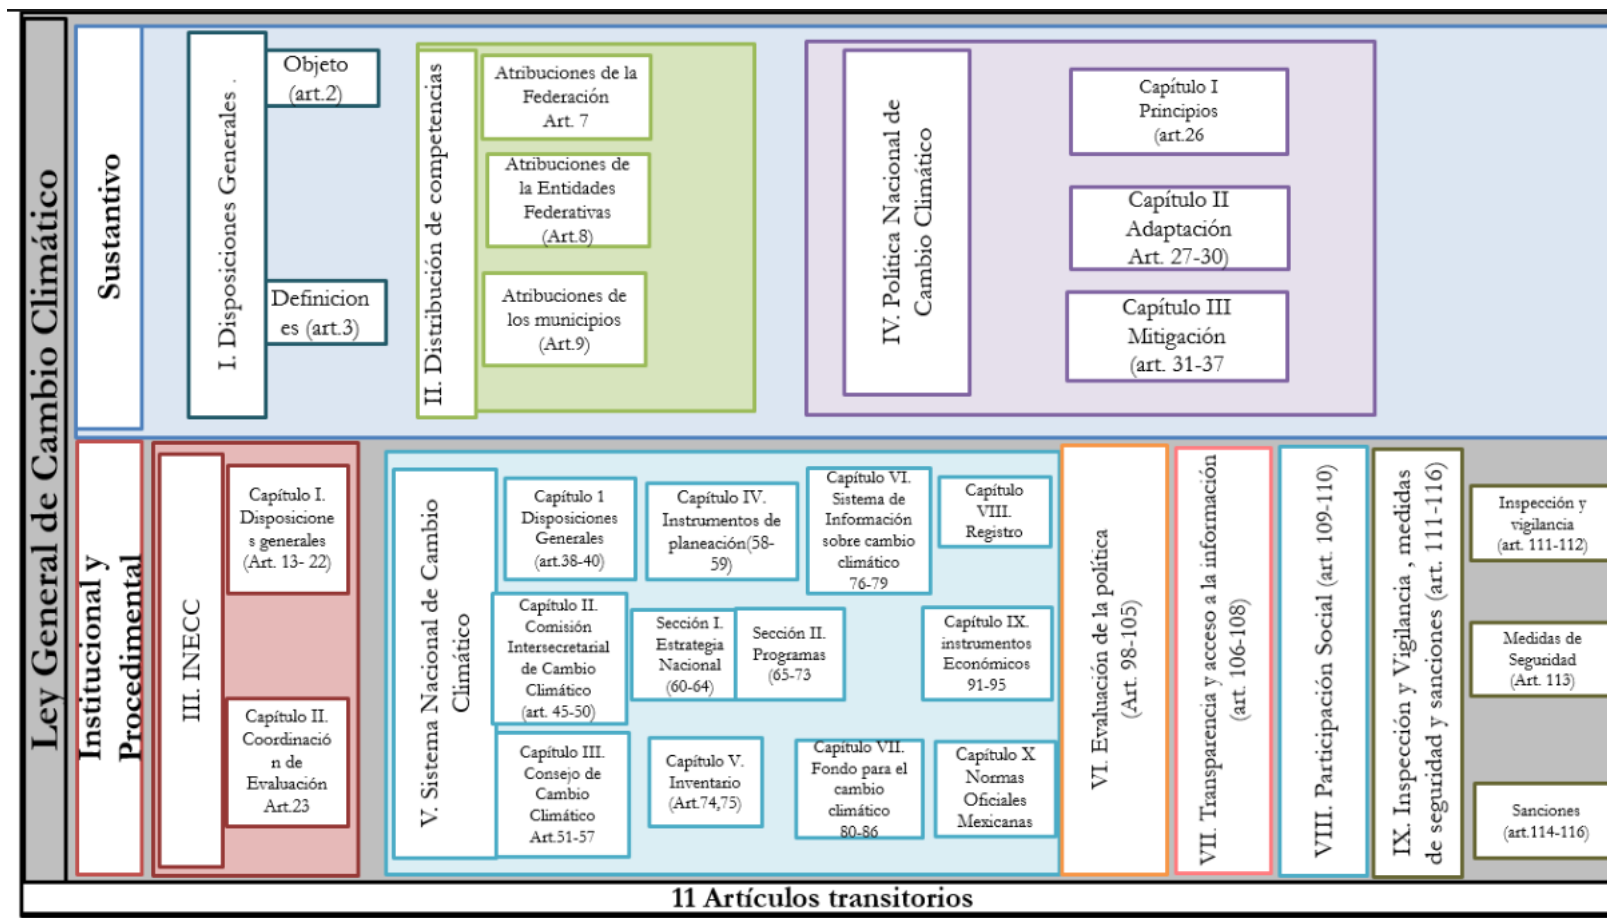 Ley General de Cambio Climático
Sustantivo
I. Disposiciones Generales .
Objeto
(art.2)
Definicion
es (art.3)
II. Distribución de competencias
Atribuciones de la
Federación
Art. 7
Atribuciones de
la Entidades
Federativas
(Art.8)
Atribuciones de
los municipios
(Art.9)
IV. Política Nacional de
Cambio Climático
Capítulo I
Principios
(art.26
Capítulo II
Adaptación
Art. 27-30)
Capítulo III
Mitigación
(art. 31-37
Institucional y
Procedimental
III. INECC
Capítulo I.
Disposicione
s generales
(Art. 13- 22)
Capítulo II.
Coordinació
n de
Evaluación
Art.23
V. Sistema Nacional de Cambio
Climático
Capítulo 1
Disposiciones
Generales
(art.38-40)
Capítulo II.
Comisión
Intersecretarial
de Cambio
Climático
(art. 45-50)
Capítulo III.
Consejo de
Cambio
Climático
Art.51-57
Capítulo IV.
Instrumentos de
planeación(58-
59)
Sección I.
Estrategia
Nacional
(60-64)
Sección II.
Programas
(65-73
Capítulo V.
Inventario
(Art.74,75)
Capítulo VI.
Sistema de
Información
sobre cambio
climático
76-79
Capítulo VII.
Fondo para el
cambio
climático
80-86
Capítulo
VIII.
Registro
Capítulo IX.
instrumentos
Económicos
91-95
Capítulo X
Normas
Oficiales
Mexicanas
VI. Evaluación de la política
(Art. 98-105)
VII. Transparencia y acceso a la información
(art. 106-108)
VIII. Participación Social (art. 109-110)
IX. Inspección y Vigilancia , medidas
de seguridad y sanciones (art. 111-116)
Inspección y
vigilancia
(art. 111-112)
Medidas de
Seguridad
(Art. 113)
Sanciones
(art.114-116)
11 Artículos transitorios